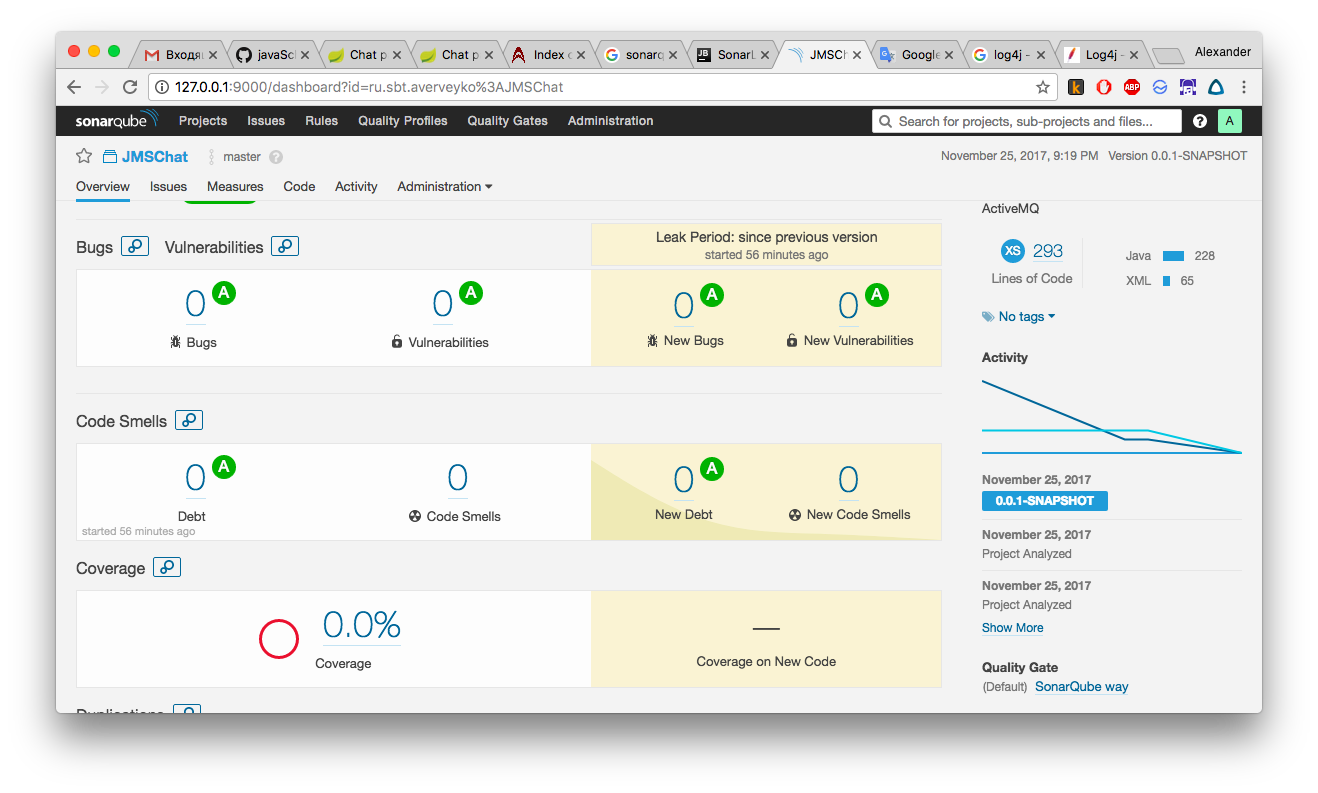 Входящ javaSc Chat p Chat p Index sonarq SonarL JMSCh Google log4j - Log4j - Alexander
127.0.0.1:9000/dashboard?id=ru.sbt.averveyko%3AJMSChat
sonarqube Projects Issues Rules Quality Profiles Quality Gates Administration Search for projects, sub-projects and files... ? A
JMSChat master ? November 25, 2017, 9:19 PM Version 0.0.1-SNAPSHOT
Overview Issues Measures Code Activity Administration
ActiveMQ
Bugs Vulnerabilities
Leak Period: since previous version
started 56 minutes ago
XS 293
Lines of Code
Java 228
XML 65
0 A
Bugs
0 A
Vulnerabilities
0 A
New Bugs
0 A
New Vulnerabilities
No tags
Activity
Code Smells
0 A
Debt
started 56 minutes ago
0
Code Smells
0 A
New Debt
0
New Code Smells
November 25, 2017
0.0.1-SNAPSHOT
November 25, 2017
Project Analyzed
November 25, 2017
Project Analyzed
Show More
Coverage
0.0%
Coverage
—
Coverage on New Code
Quality Gate
(Default) SonarQube way
Duplications